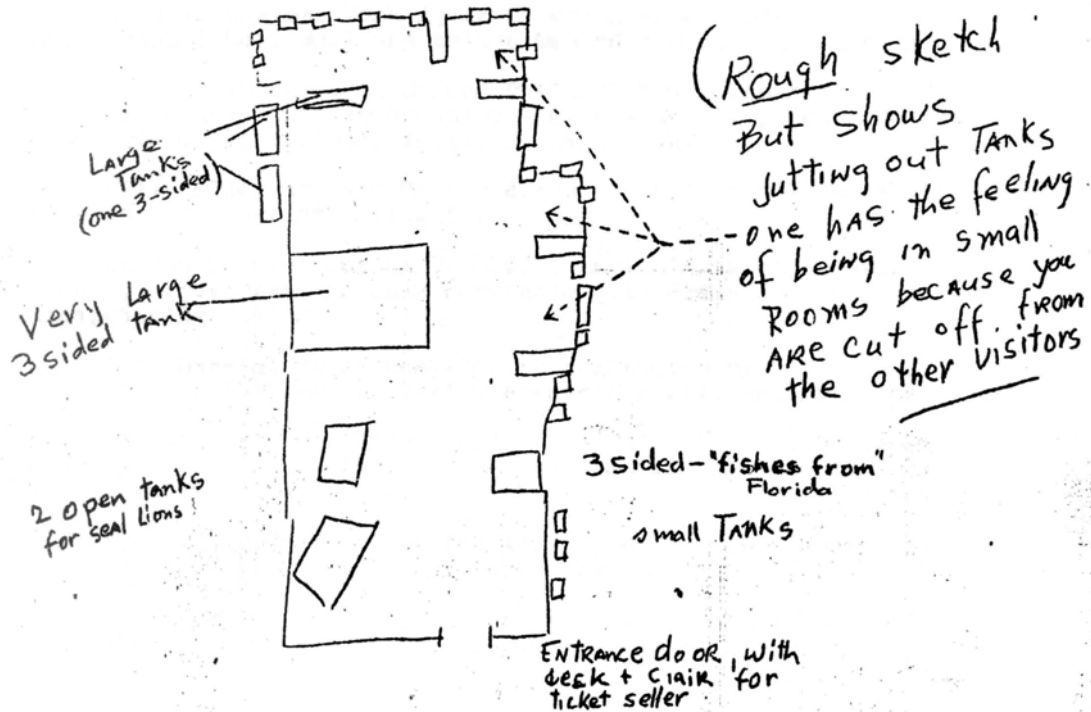 (Rough sketch
But shows
jutting out Tanks
one has the feeling
of being in small
Rooms because you
are cut off from
the other visitors
Large
Tanks
(one 3-sided)
Very Large
3 sided tank
2 open tanks
for seal Lions
3 sided - "fishes from"
Florida
small Tanks
Entrance door, with
desk + Clair for
ticket seller